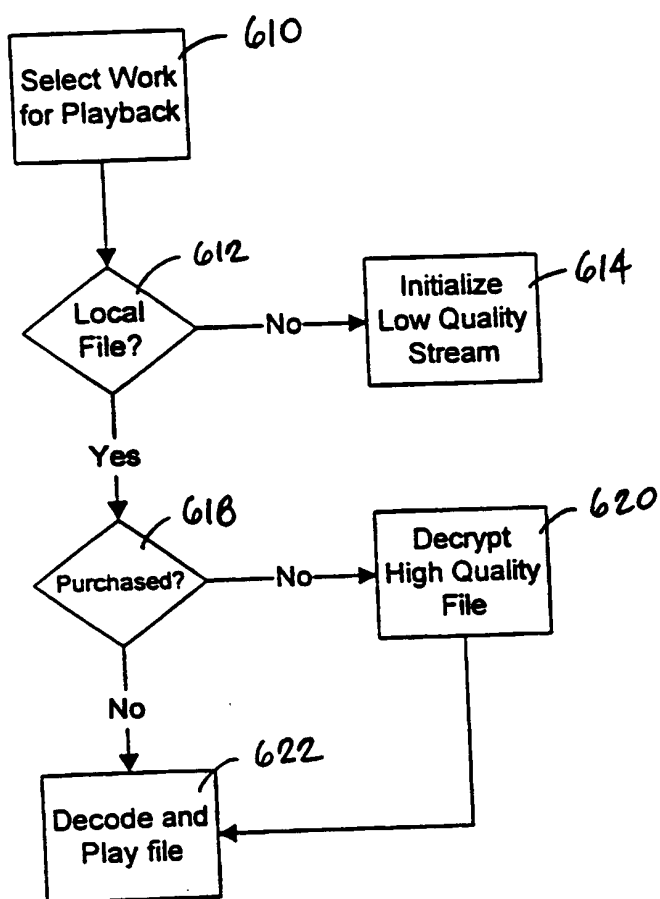 610
Select Work
for Playback
612
Local
File?
No
614
Initialize
Low Quality
Stream
Yes
618
Purchased?
No
620
Decrypt
High Quality
File
No
622
Decode and
Play file